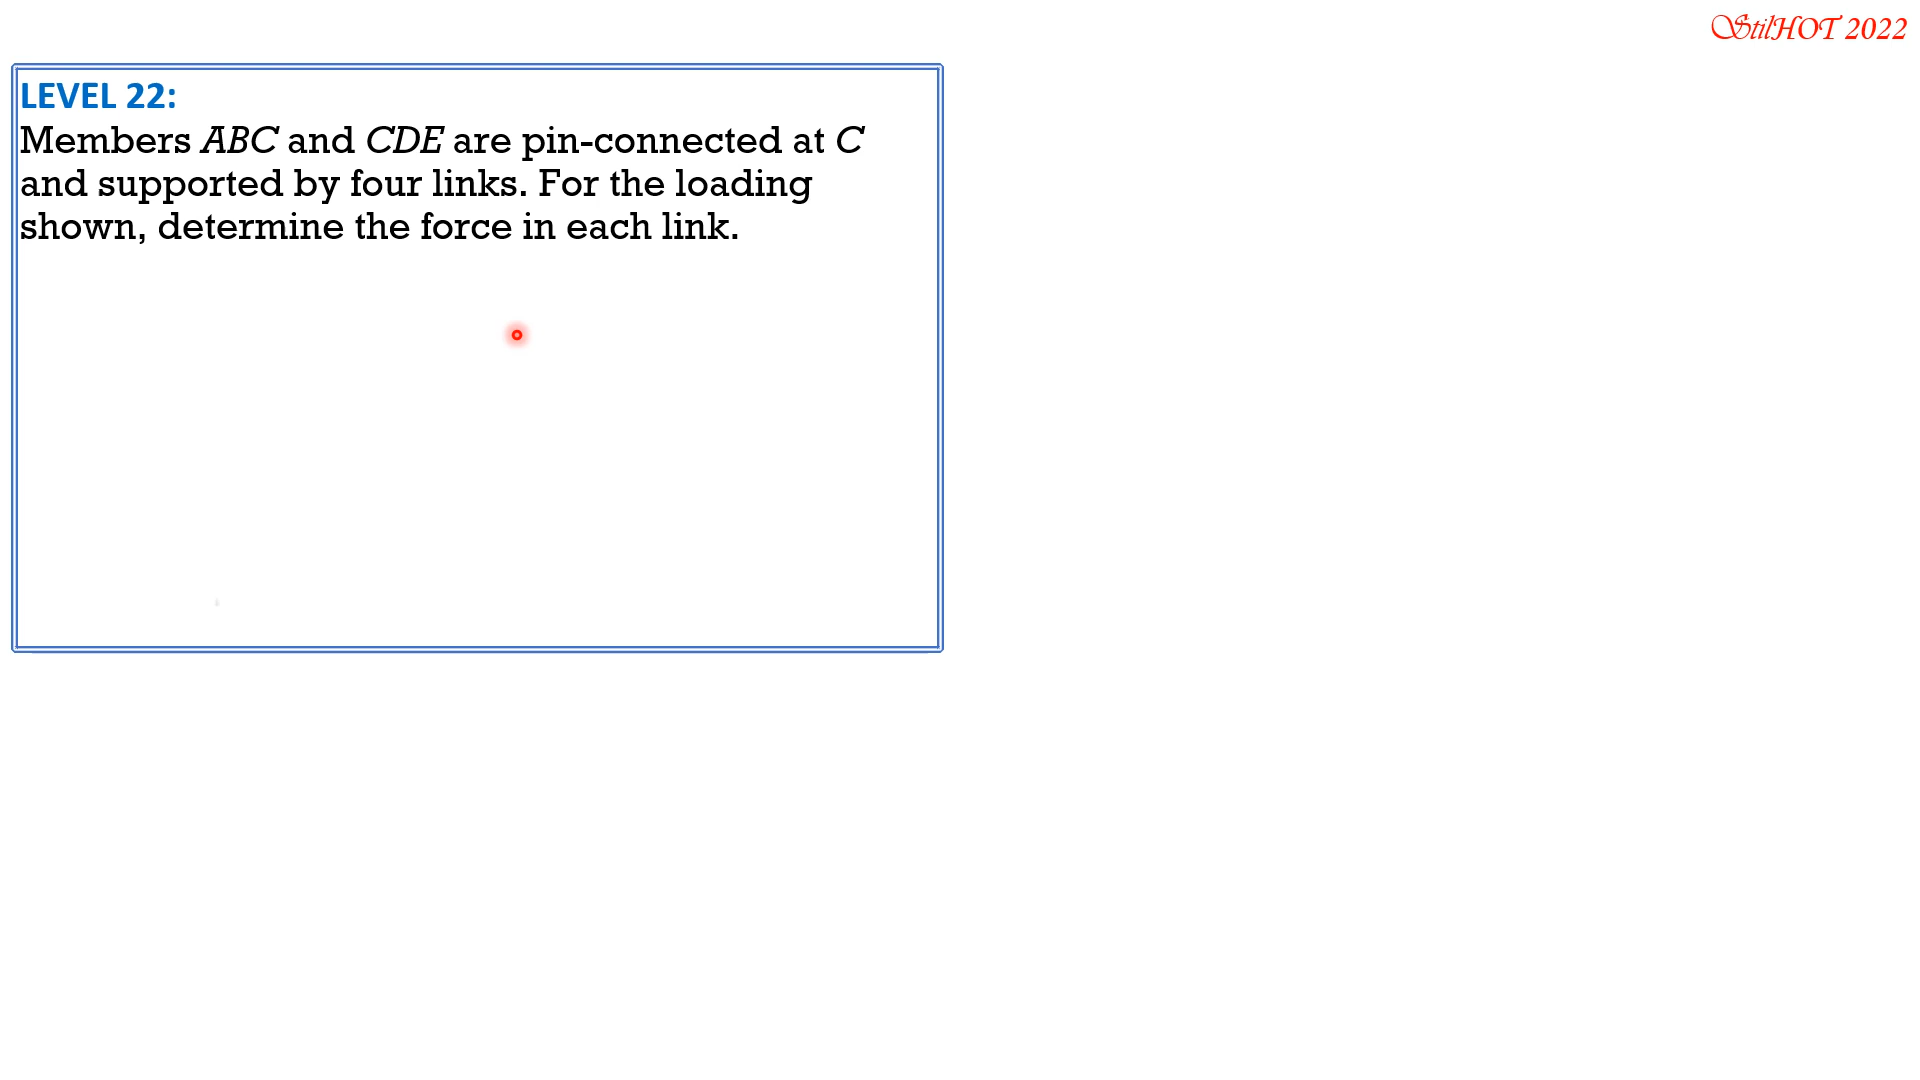 StilHOT 2022
LEVEL 22:
Members ABC and CDE are pin-connected at C
and supported by four links. For the loading
shown, determine the force in each link.